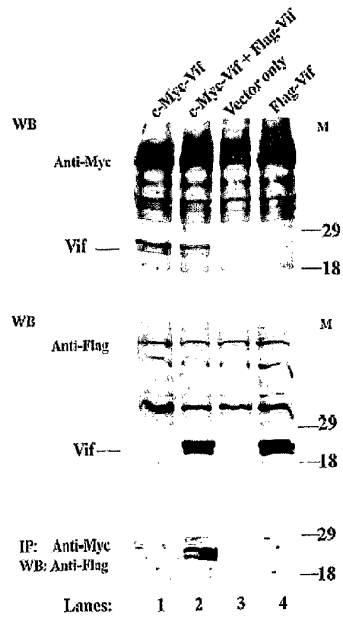 c-Myc-Vif
c-Myc-Vif + Flag-Vif
Vector only
Flag-Vif
WB
M
Anti-Myc
29
Vif
18
WB
M
Anti-Flag
29
Vif
18
29
IP: Anti-Myc
WB: Anti-Flag
18
Lanes: 1 2 3 4